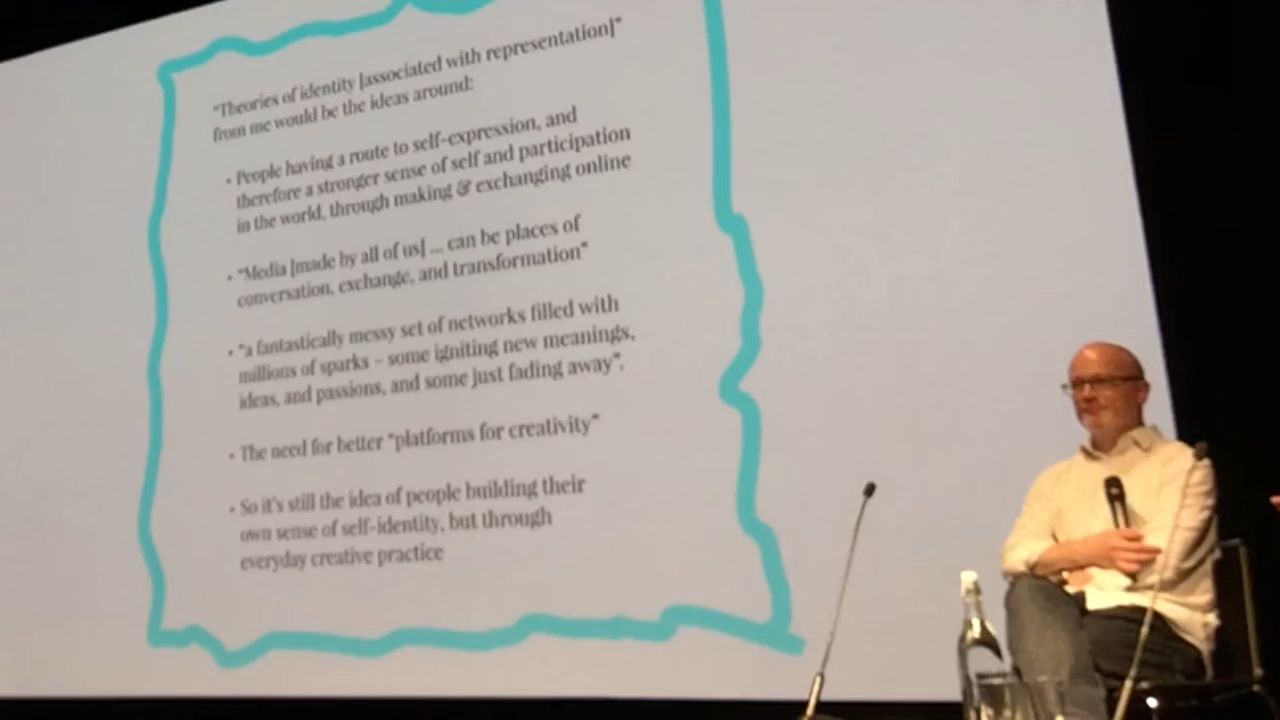 "Theories of identity [associated with representation]"
from me would be the ideas around:
• People having a route to self-expression, and
therefore a stronger sense of self and participation
in the world, through making & exchanging online
• "Media [made by all of us] ... can be places of
conversation, exchange, and transformation"
• "a fantastically messy set of networks filled with
millions of sparks – some igniting new meanings,
ideas, and passions, and some just fading away".
• The need for better "platforms for creativity"
• So it's still the idea of people building their
own sense of self-identity, but through
everyday creative practice